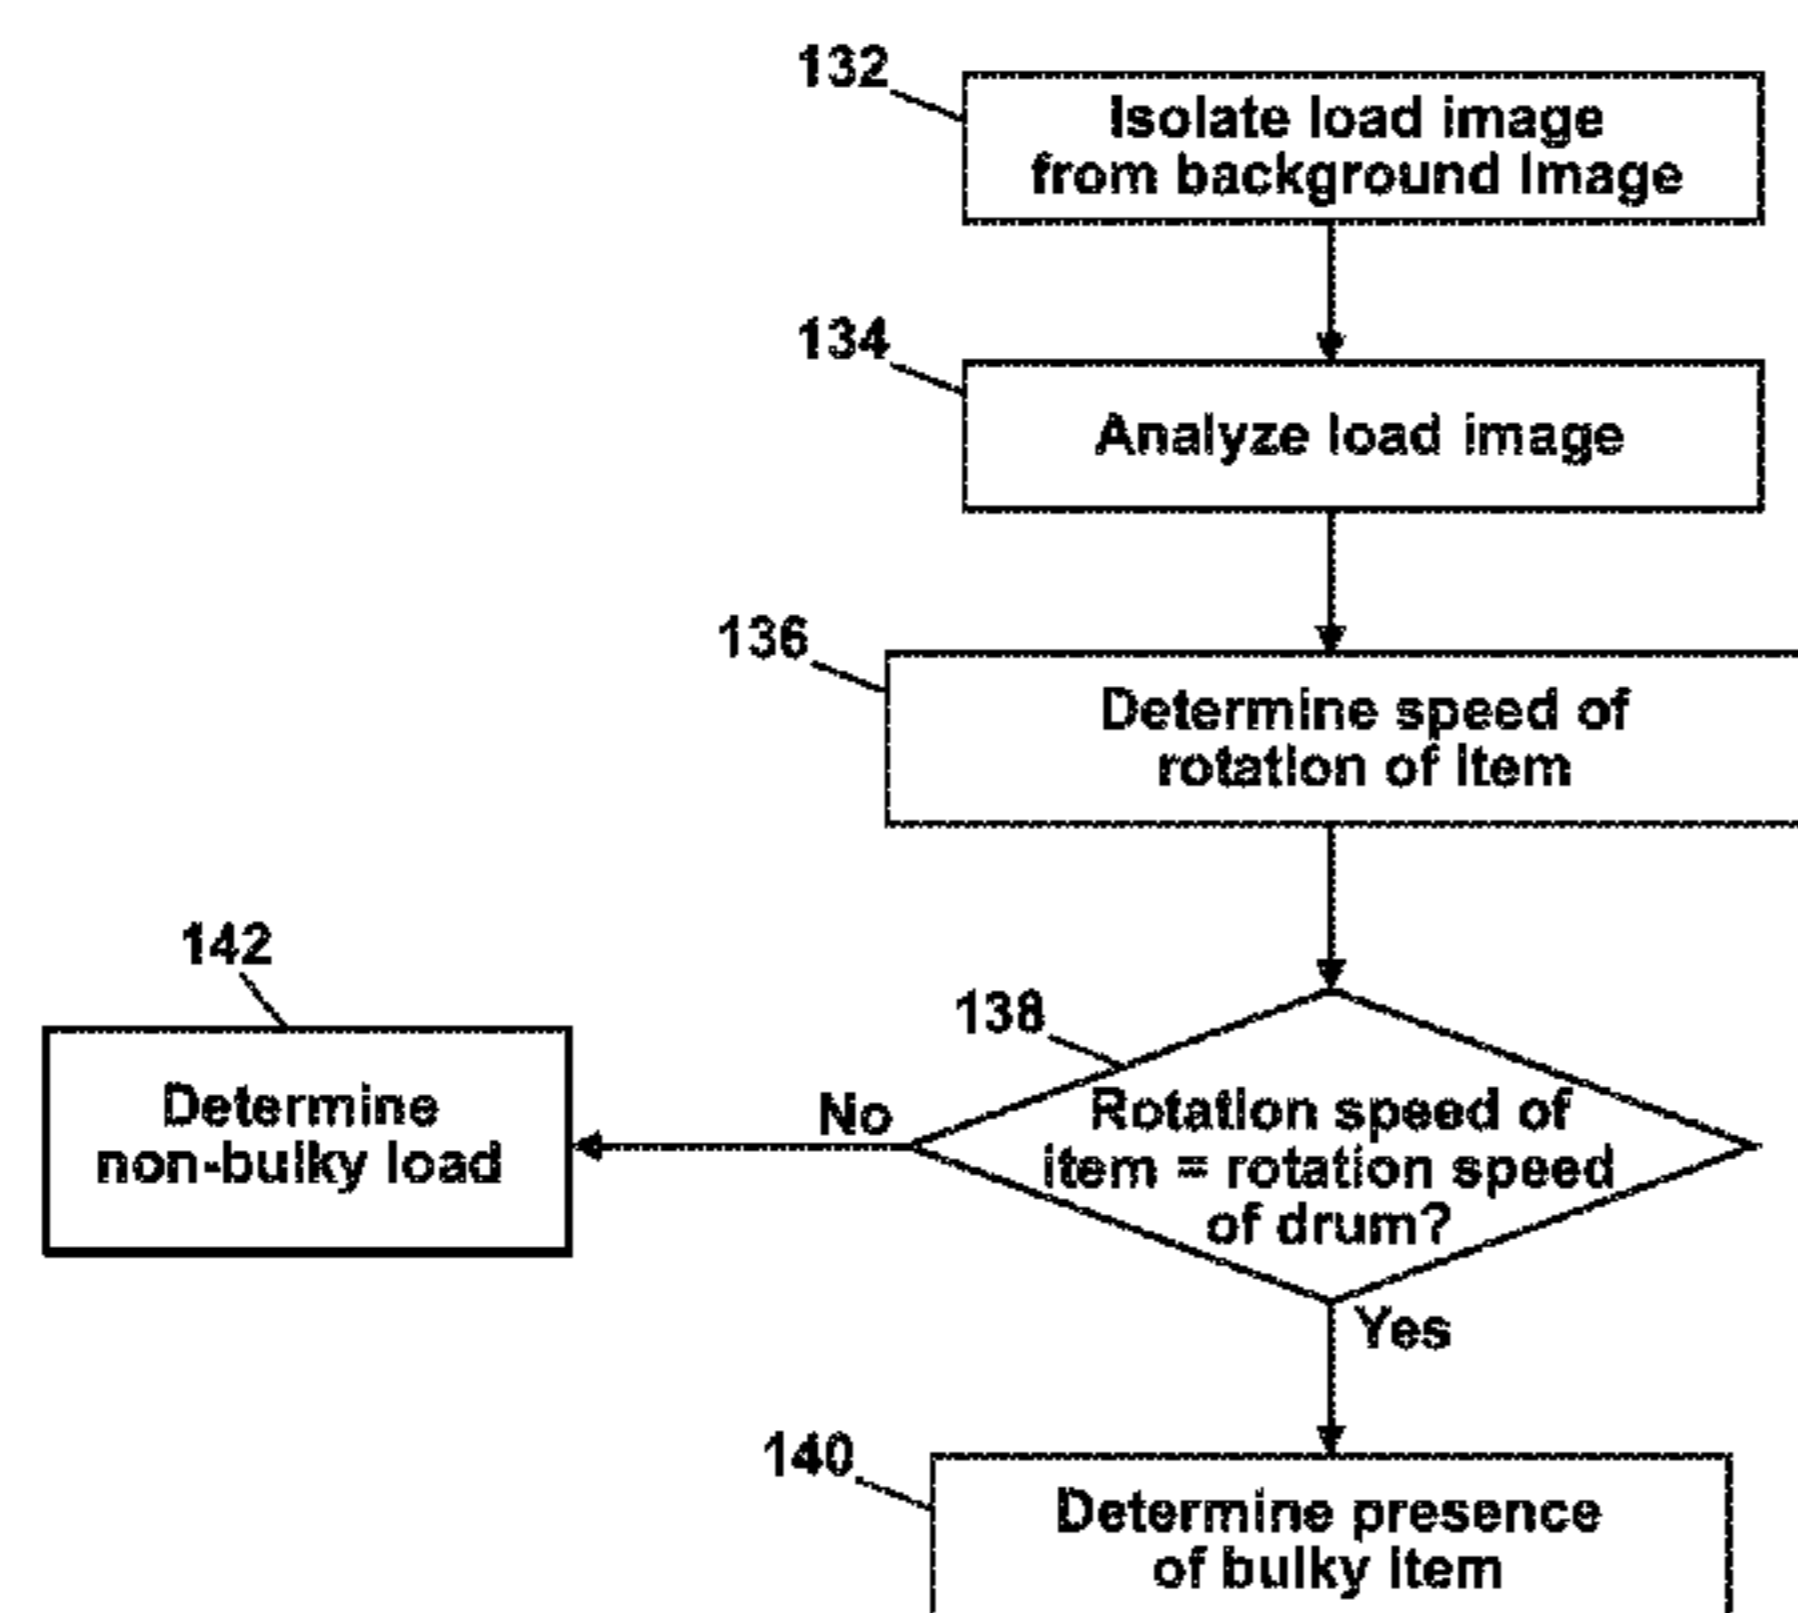 132
Isolate load image
from background Image
134
Analyze load image
136
Determine speed of
rotation of item
142
Determine
non-bulky load
138
No
Rotation speed of
item = rotation speed
of drum?
Yes
140
Determine presence
of bulky item